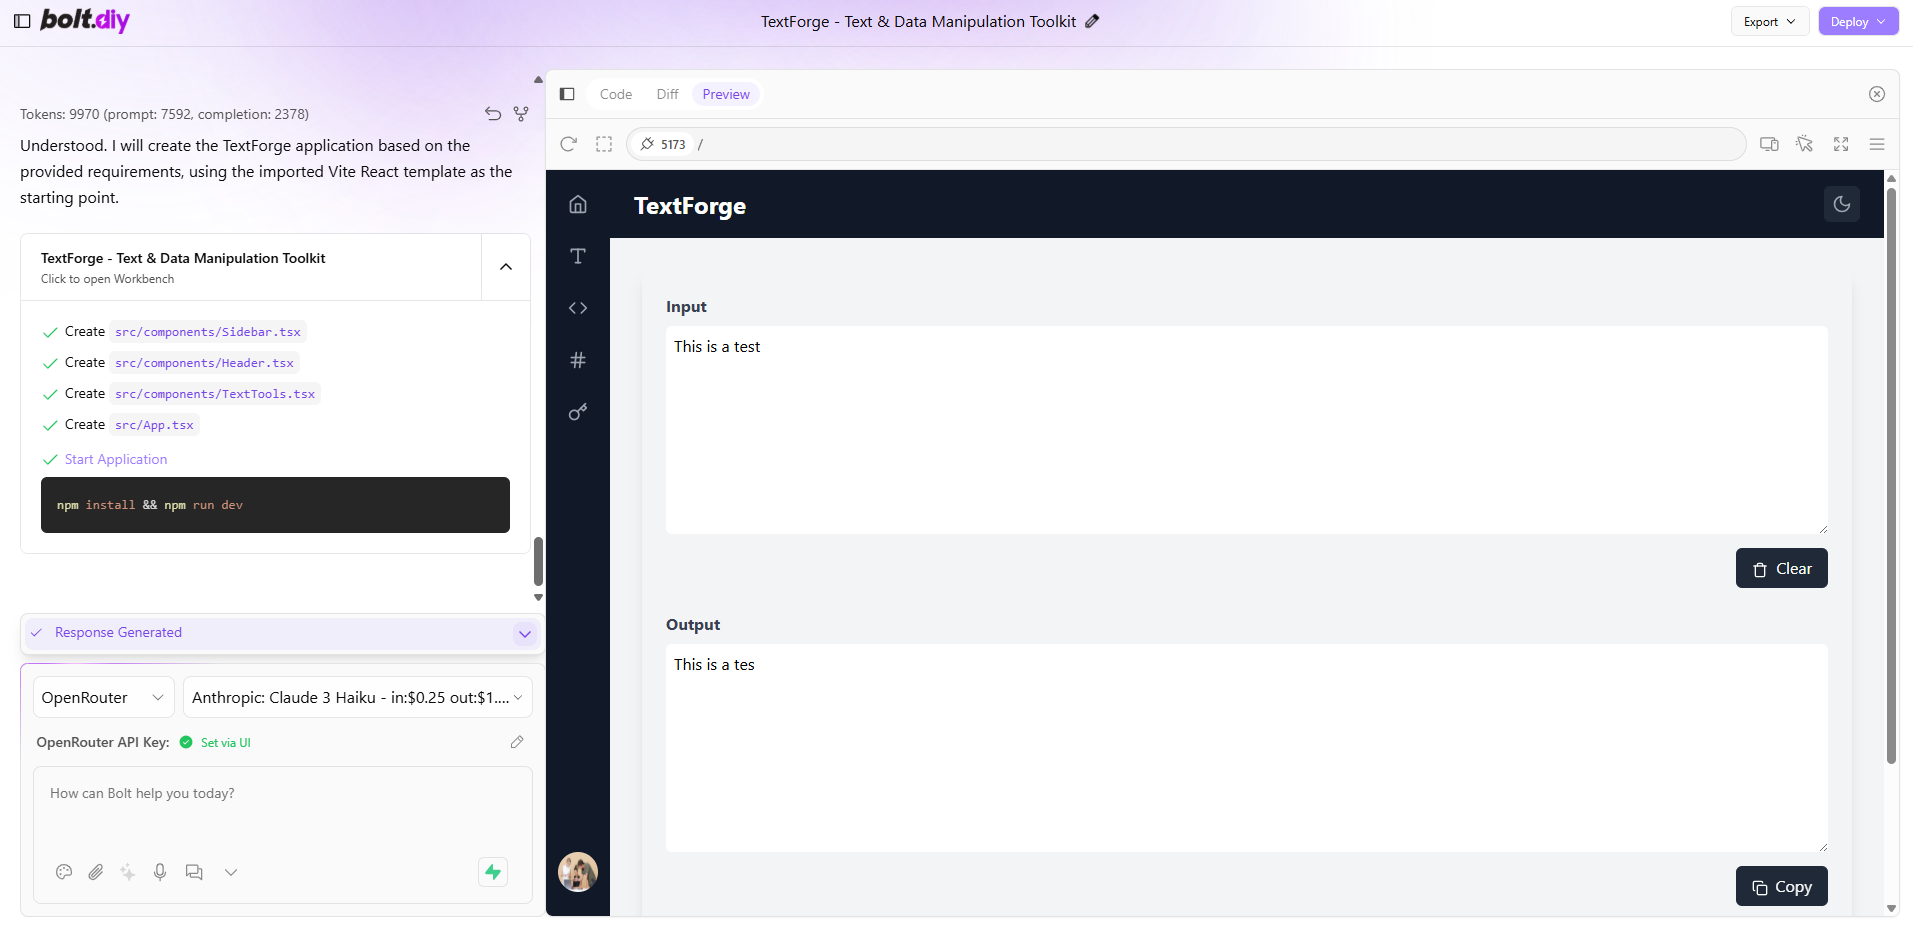 bolt.diy
TextForge - Text & Data Manipulation Toolkit
Export
Deploy
Tokens: 9970 (prompt: 7592, completion: 2378)
Understood. I will create the TextForge application based on the
provided requirements, using the imported Vite React template as the
starting point.
TextForge - Text & Data Manipulation Toolkit
Click to open Workbench
Create src/components/Sidebar.tsx
Create src/components/Header.tsx
Create src/components/TextTools.tsx
Create src/App.tsx
Start Application
npm install && npm run dev
Response Generated
OpenRouter
Anthropic: Claude 3 Haiku - in:$0.25 out:$1....
OpenRouter API Key: Set via UI
How can Bolt help you today?
Code Diff Preview
5173 /
TextForge
Input
This is a test
Clear
Output
This is a tes
Copy